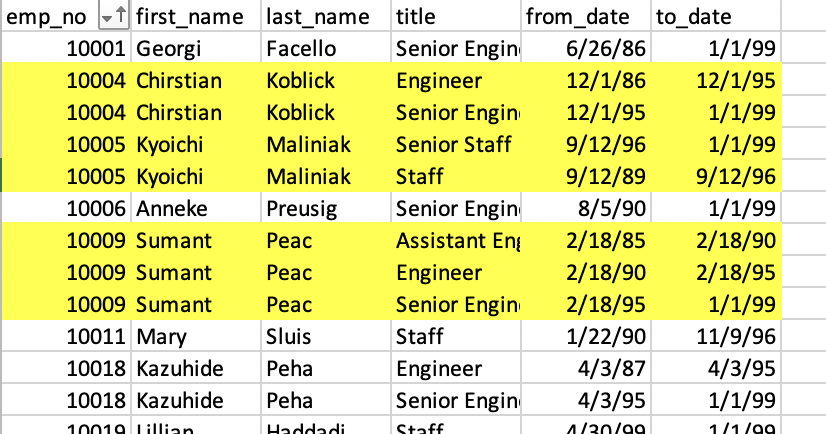 emp_no first_name last_name title from_date to_date
10001 Georgi Facello Senior Engin 6/26/86 1/1/99
10004 Chirstian Koblick Engineer 12/1/86 12/1/95
10004 Chirstian Koblick Senior Engin 12/1/95 1/1/99
10005 Kyoichi Maliniak Senior Staff 9/12/96 1/1/99
10005 Kyoichi Maliniak Staff 9/12/89 9/12/96
10006 Anneke Preusig Senior Engin 8/5/90 1/1/99
10009 Sumant Peac Assistant Eng 2/18/85 2/18/90
10009 Sumant Peac Engineer 2/18/90 2/18/95
10009 Sumant Peac Senior Engin 2/18/95 1/1/99
10011 Mary Sluis Staff 1/22/90 11/9/96
10018 Kazuhide Peha Engineer 4/3/87 4/3/95
10018 Kazuhide Peha Senior Engin 4/3/95 1/1/99
10019 Lillian Haddadi Staff 4/30/99 1/1/99